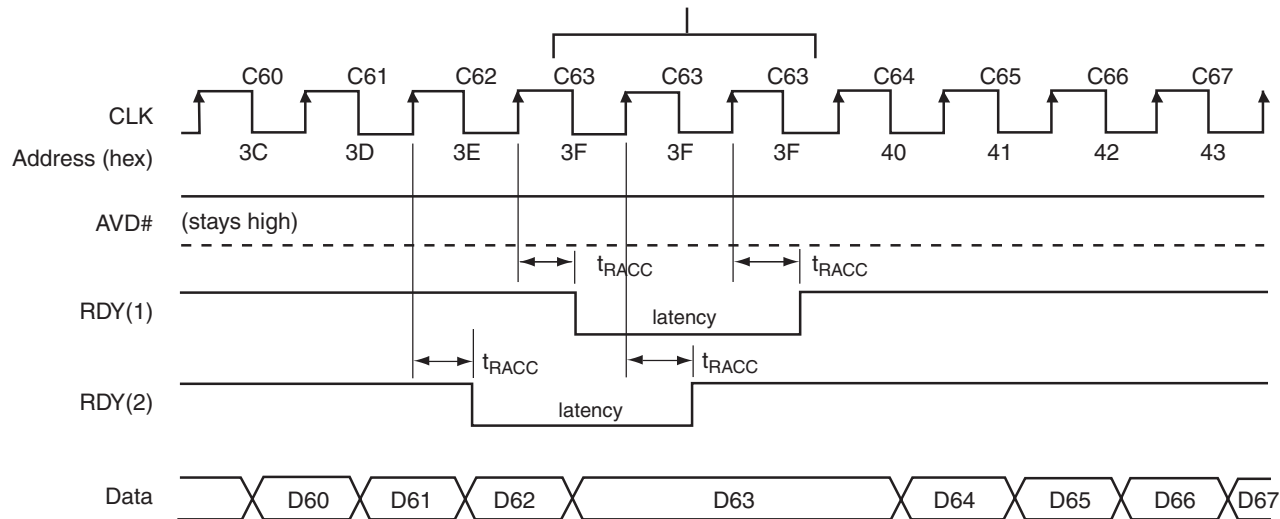 C60 C61 C62 C63 C63 C63 C64 C65 C66 C67
CLK
Address (hex) 3C 3D 3E 3F 3F 3F 40 41 42 43
AVD# (stays high)
tRACC tRACC
RDY(1) latency
tRACC tRACC
RDY(2) latency
Data D60 D61 D62 D63 D64 D65 D66 D67